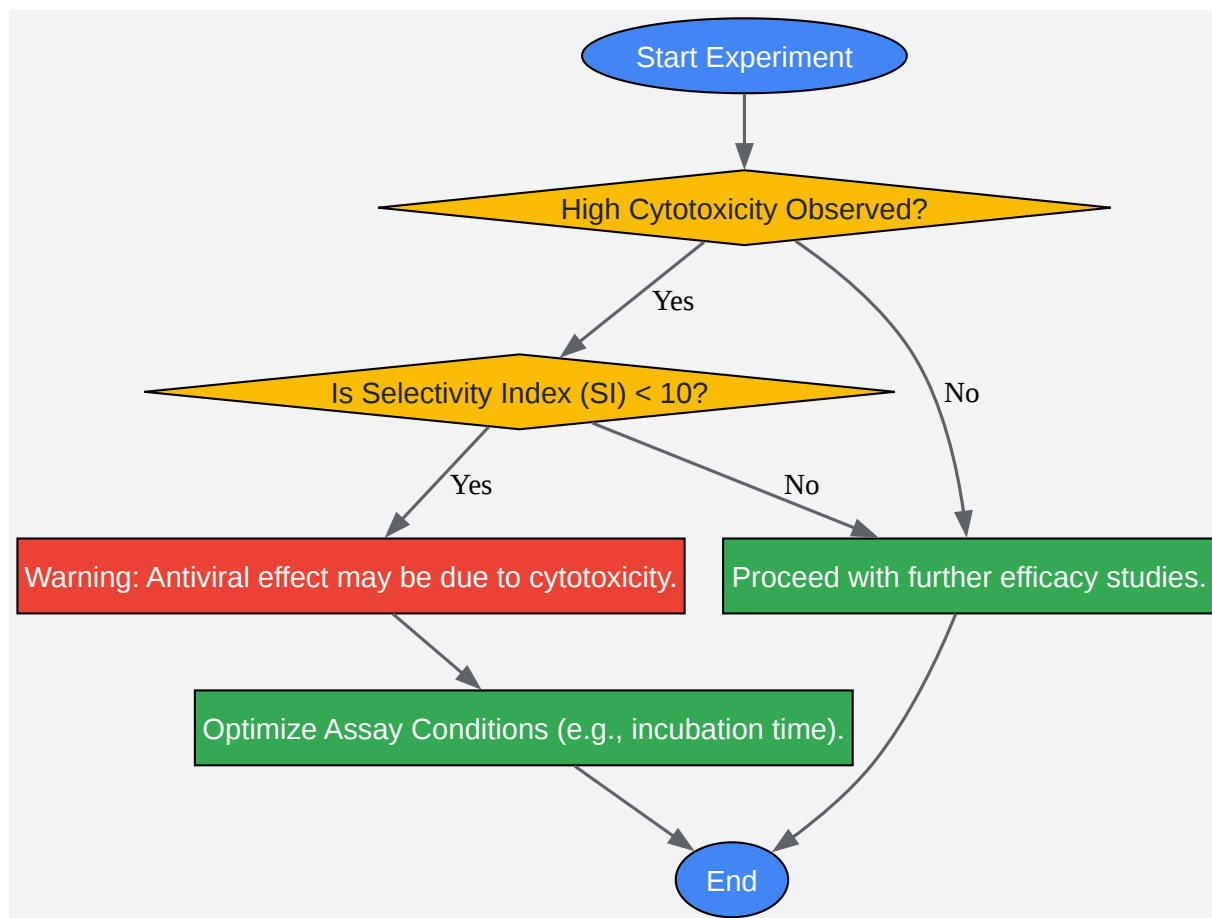 Start Experiment
High Cytotoxicity Observed?
Yes
Is Selectivity Index (SI) < 10?
No
Yes
No
Warning: Antiviral effect may be due to cytotoxicity.
Proceed with further efficacy studies.
Optimize Assay Conditions (e.g., incubation time).
End